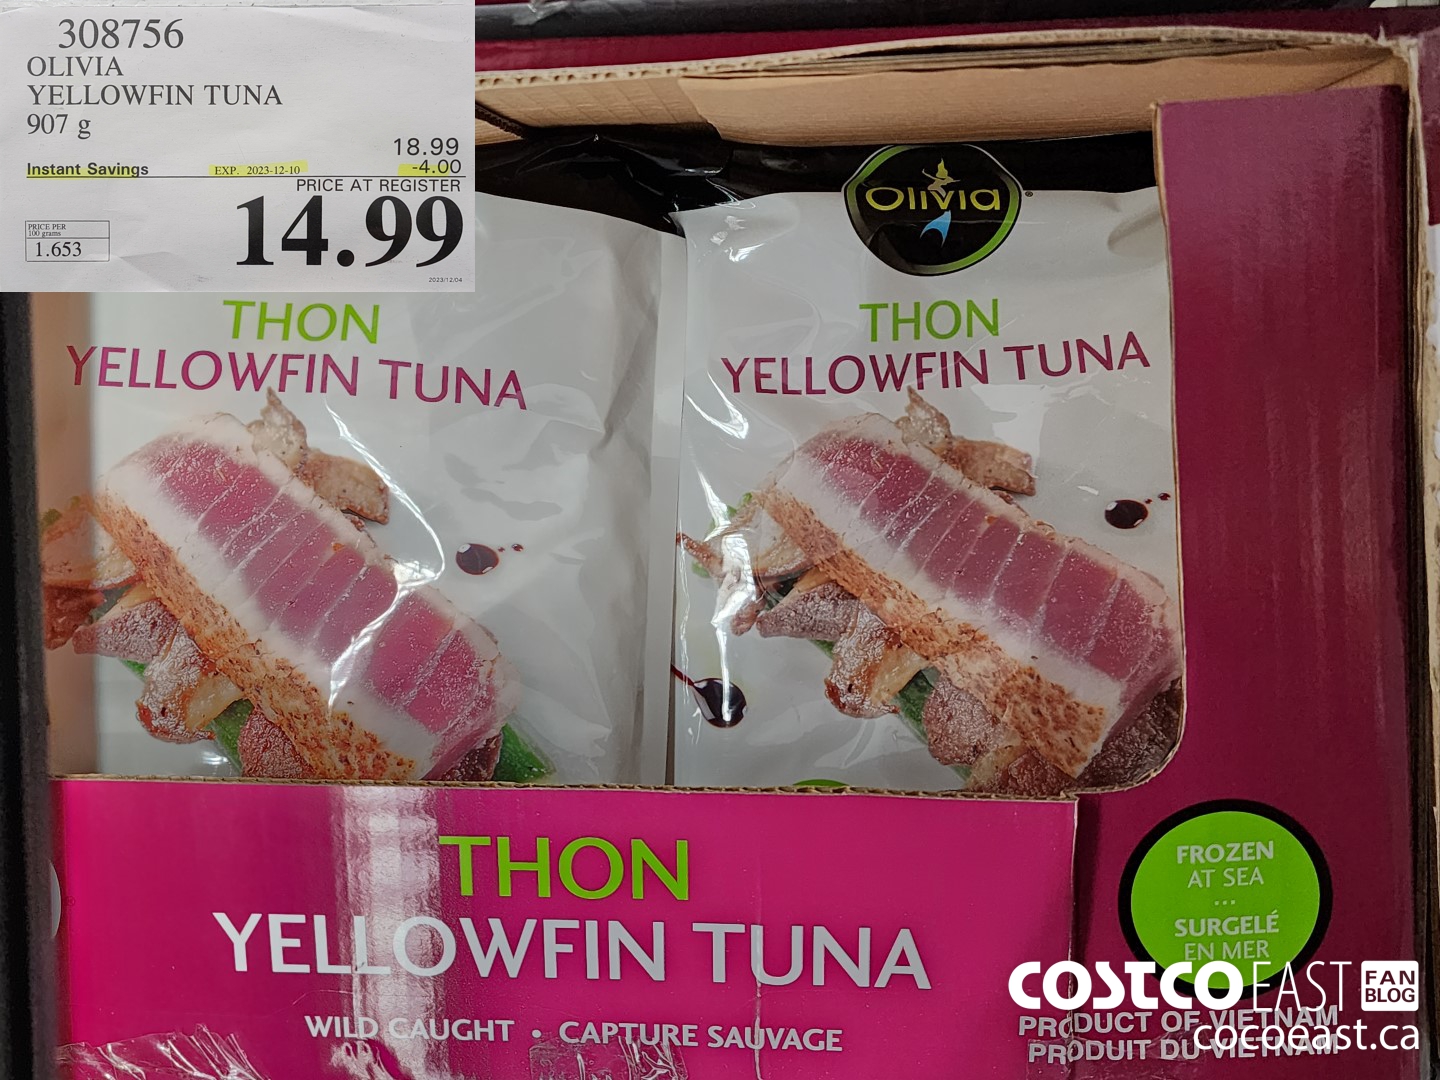 308756
OLIVIA
YELLOWFIN TUNA
907 g
18.99
Instant Savings EXP. 2023-12-10 -4.00
PRICE AT REGISTER
14.99
PRICE PER
100 grams
1.653
2023/12/04
Olivia
THON
YELLOWFIN TUNA
THON
YELLOWFIN TUNA
THON
YELLOWFIN TUNA
WILD CAUGHT • CAPTURE SAUVAGE
FROZEN
AT SEA
...
SURGELÉ
EN MER
PRODUCT OF VIETNAM
PRODUIT DU VIETNAM
COSTCO EAST FAN BLOG
cocoeast.ca